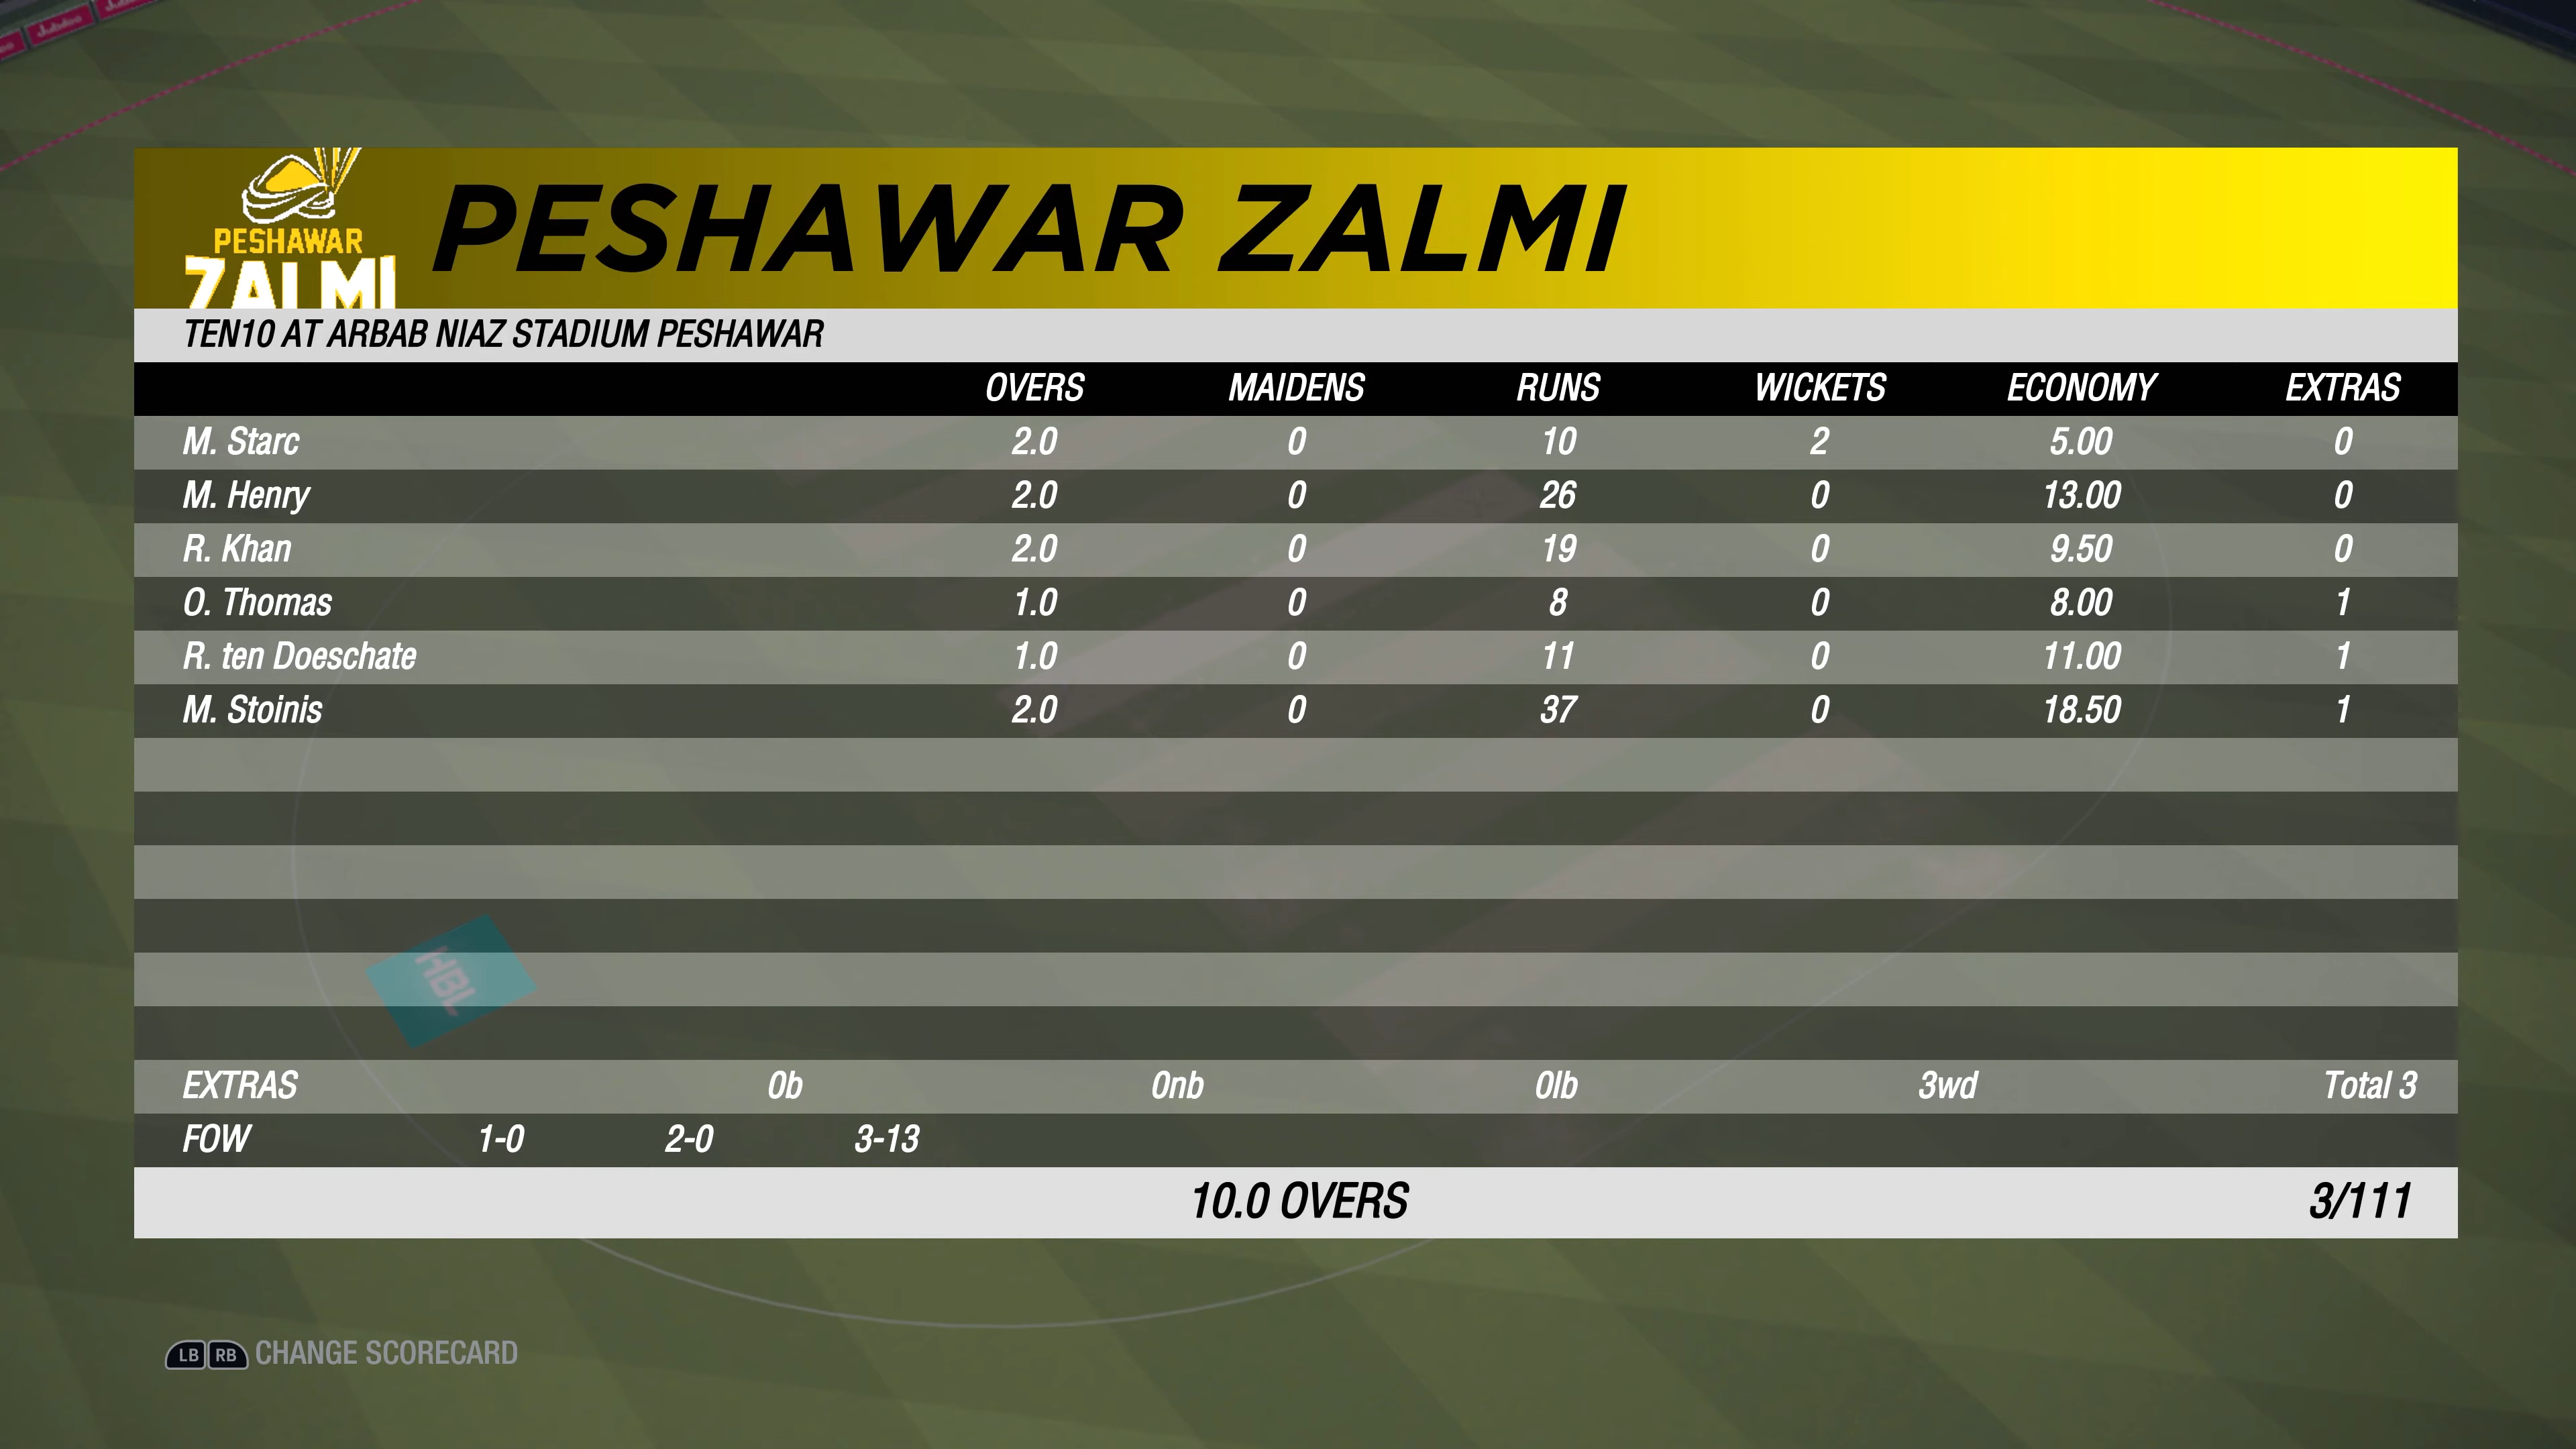 Jubilee
PESHAWAR
ZALMI
PESHAWAR ZALMI
TEN10 AT ARBAB NIAZ STADIUM PESHAWAR
OVERS MAIDENS RUNS WICKETS ECONOMY EXTRAS
M. Starc 2.0 0 10 2 5.00 0
M. Henry 2.0 0 26 0 13.00 0
R. Khan 2.0 0 19 0 9.50 0
O. Thomas 1.0 0 8 0 8.00 1
R. ten Doeschate 1.0 0 11 0 11.00 1
M. Stoinis 2.0 0 37 0 18.50 1
HBL
EXTRAS 0b 0nb 0lb 3wd Total 3
FOW 1-0 2-0 3-13
10.0 OVERS 3/111
LB RB CHANGE SCORECARD